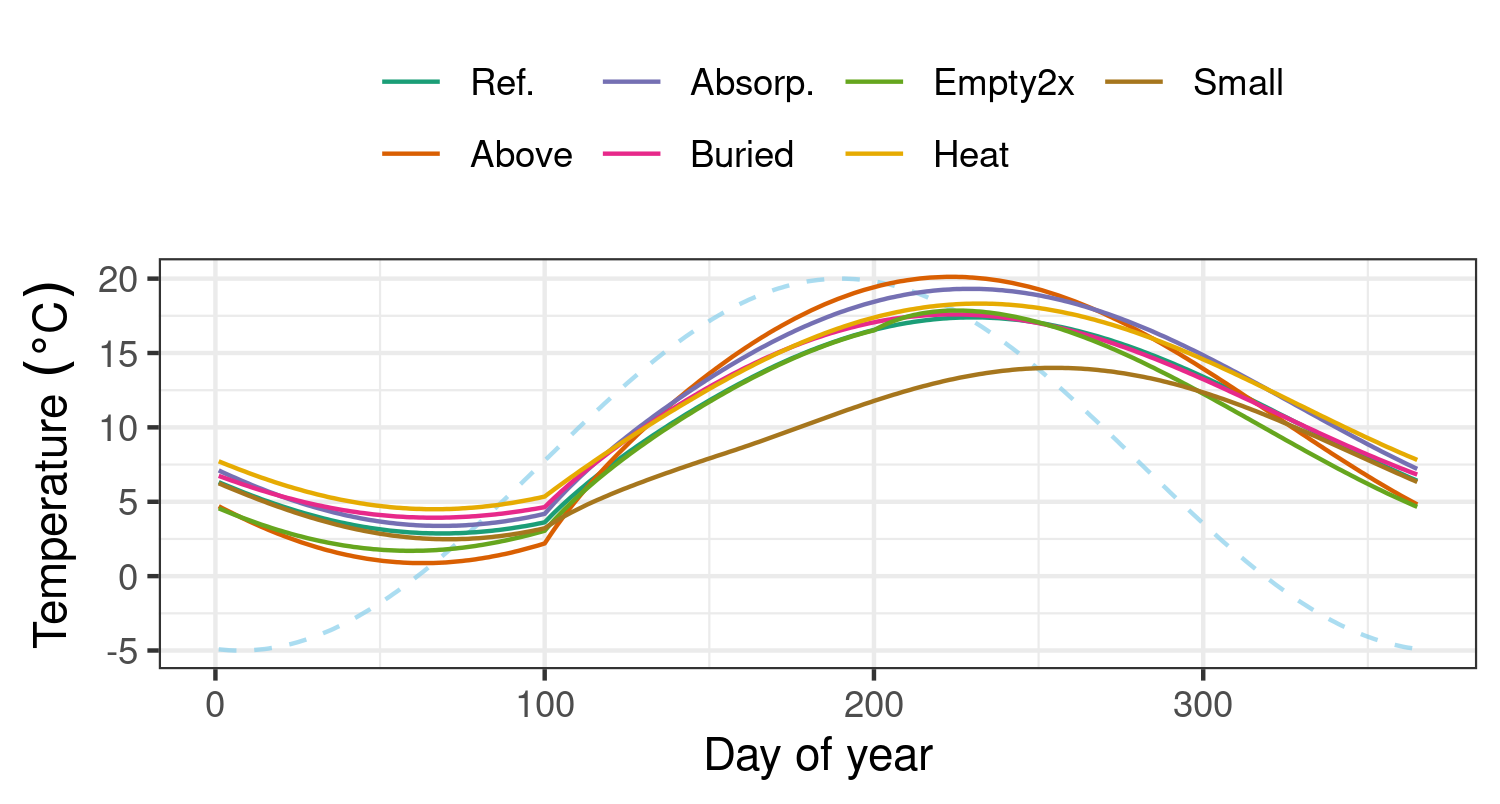 Ref. Absorp. Empty2x Small
Above Buried Heat
Temperature (°C)
20
15
10
5
0
-5
0 100 200 300
Day of year